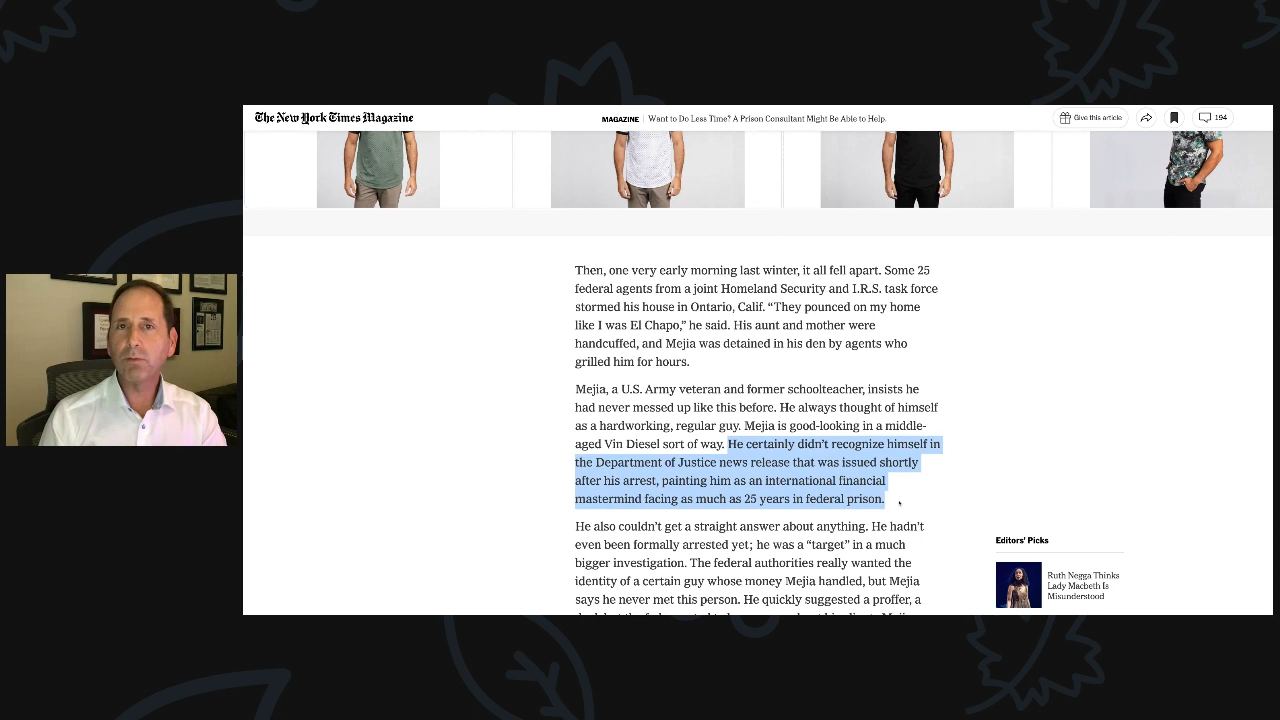 The New York Times Magazine
MAGAZINE | Want to Do Less Time? A Prison Consultant Might Be Able to Help.
Give this article
194
Then, one very early morning last winter, it all fell apart. Some 25
federal agents from a joint Homeland Security and I.R.S. task force
stormed his house in Ontario, Calif. “They pounced on my home
like I was El Chapo,” he said. His aunt and mother were
handcuffed, and Mejia was detained in his den by agents who
grilled him for hours.
Mejia, a U.S. Army veteran and former schoolteacher, insists he
had never messed up like this before. He always thought of himself
as a hardworking, regular guy. Mejia is good-looking in a middle-
aged Vin Diesel sort of way. He certainly didn’t recognize himself in
the Department of Justice news release that was issued shortly
after his arrest, painting him as an international financial
mastermind facing as much as 25 years in federal prison.
He also couldn’t get a straight answer about anything. He hadn’t
even been formally arrested yet; he was a “target” in a much
bigger investigation. The federal authorities really wanted the
identity of a certain guy whose money Mejia handled, but Mejia
says he never met this person. He quickly suggested a proffer, a
Editors’ Picks
Ruth Negga Thinks
Lady Macbeth Is
Misunderstood